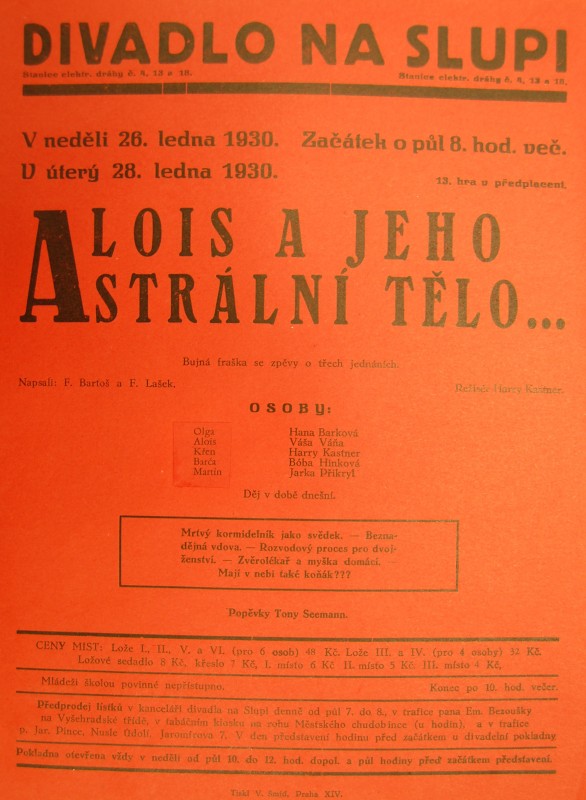 DIVADLO NA SLUPI
Stanice elektr. dráhy č. 4, 13 a 18. Stanice elektr. dráhy č. 4, 13 a 18.
V neděli 26. ledna 1930. Začátek o půl 8. hod. več.
V úterý 28. ledna 1930. 13. hra v předplacení.
ALOIS A JEHO
ASTRÁLNÍ TĚLO...
Bujná fraška se zpěvy o třech jednáních.
Napsali: F. Bartoš a F. Lašek. Režisér Harry Kastner.
OSOBY:
Olga Hana Barková
Alois Váša Váňa
Křen Harry Kastner
Barča Bóba Hinková
Martin Jarka Přikryl
Děj v době dnešní.
Mrtvý kormidelník jako svědek. — Bezna-
dějná vdova. — Rozvodový proces pro dvoj-
ženství. — Zvěrolékař a myška domácí. —
Mají v nebi také koňák???
Popěvky Tony Seemann.
CENY MÍST: Lože I., II., V. a VI. (pro 6 osob) 48 Kč. Lože III. a IV. (pro 4 osoby) 32 Kč.
Ložové sedadlo 8 Kč, křeslo 7 Kč, I. místo 6 Kč II. místo 5 Kč. III. místo 4 Kč,
Mládeži školou povinné nepřístupno. Konec po 10. hod. večer.
Předprodej lístků v kanceláři divadla na Slupi denně od půl 7. do 8., v trafice pana Em. Bezoušky
na Vyšehradské třídě, v tabáčním kiosku na rohu Městského chudobince (u hodin), a v trafice
p. Jar. Pince, Nusle Údolí, Jaromírova 7. V den představení hodinu před začátkem u divadelní pokladny
Pokladna otevřena vždy v neděli od půl 10. do 12. hod. dopol. a půl hodiny před začátkem představení.
Tiskl V. Praha XIV.